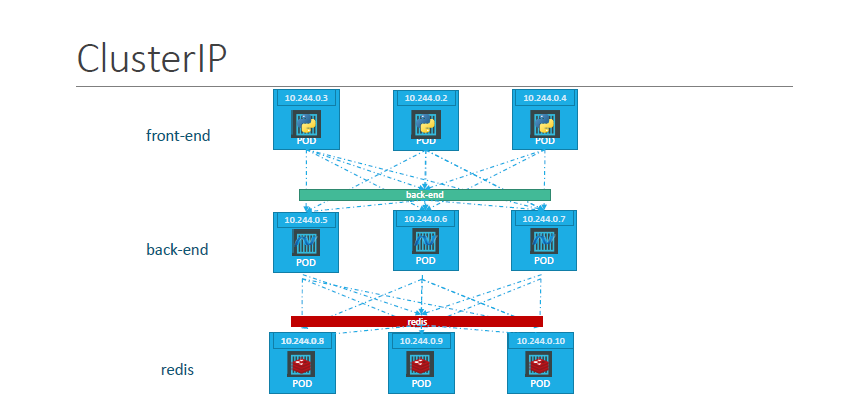 ClusterIP
10.244.0.3 10.244.0.2 10.244.0.4
front-end
POD POD POD
back-end
10.244.0.5 10.244.0.6 10.244.0.7
back-end
POD POD POD
redis
10.244.0.8 10.244.0.9 10.244.0.10
redis
POD POD POD